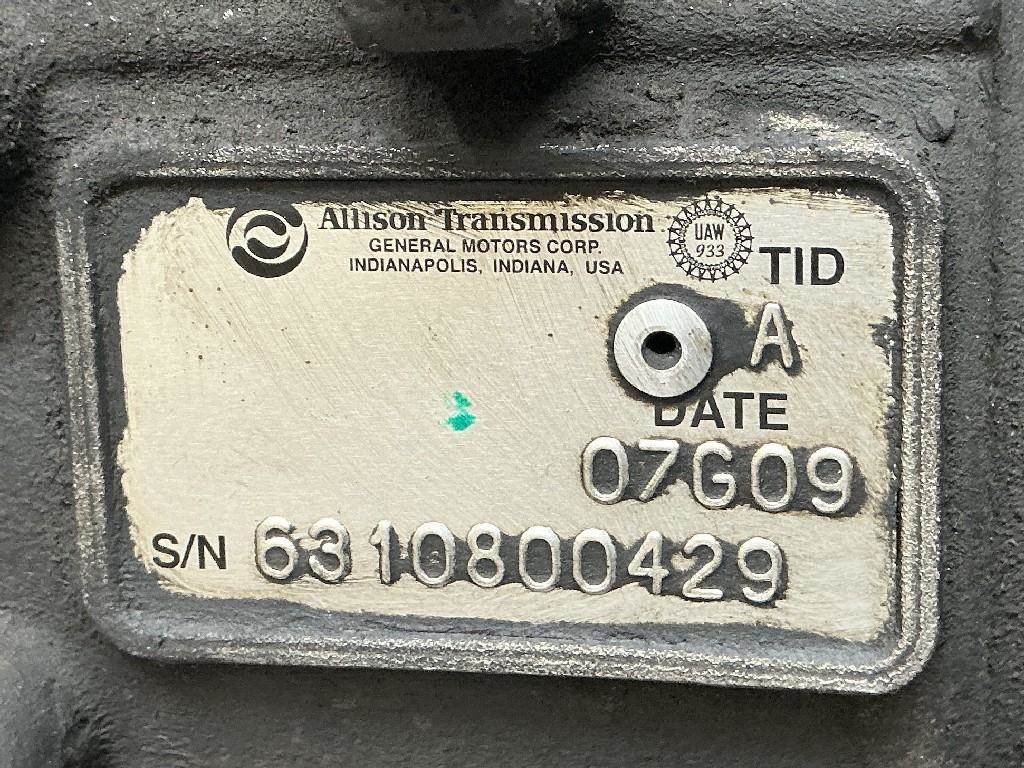 Allison Transmission
GENERAL MOTORS CORP.
INDIANAPOLIS, INDIANA, USA
UAW
933
TID
A
DATE
07G09
S/N 6310800429